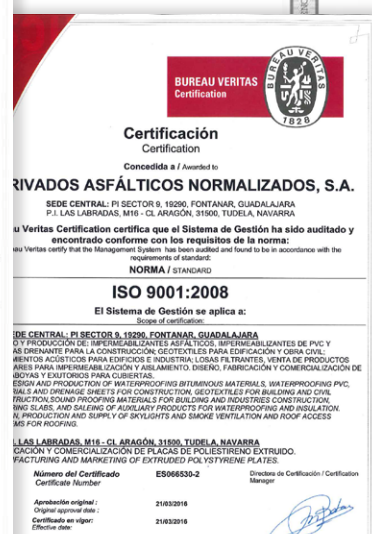 BUREAU VERITAS
Certification
BUREAU VERITAS
1828
Certificación
Certification
Concedida a / Awarded to
RIVADOS ASFÁLTICOS NORMALIZADOS, S.A.
SEDE CENTRAL: PI SECTOR 9, 19290, FONTANAR, GUADALAJARA
P.I. LAS LABRADAS, M16 - CL ARAGÓN, 31500, TUDELA, NAVARRA
au Veritas Certification certifica que el Sistema de Gestión ha sido auditado y
encontrado conforme con los requisitos de la norma:
eau Veritas certify that the Management System has been audited and found to be in accordance with the
requirements of standard:
NORMA / STANDARD
ISO 9001:2008
El Sistema de Gestión se aplica a:
Scope of certification:
EDE CENTRAL: PI SECTOR 9, 19290, FONTANAR, GUADALAJARA
O Y PRODUCCIÓN DE: IMPERMEABILIZANTES ASFÁLTICOS, IMPERMEABILIZANTES DE PVC Y
AS DRENANTE PARA LA CONSTRUCCIÓN; GEOTEXTILES PARA EDIFICACIÓN Y OBRA CIVIL;
MIENTOS ACÚSTICOS PARA EDIFICIOS E INDUSTRIA; LOSAS FILTRANTES, VENTA DE PRODUCTOS
ARES PARA IMPERMEABILIZACIÓN Y AISLAMIENTO. DISEÑO, FABRICACIÓN Y COMERCIALIZACIÓN DE
ABOYAS Y EXUTORIOS PARA CUBIERTAS.
ESIGN AND PRODUCTION OF WATERPROOFING BITUMINOUS MATERIALS, WATERPROOFING PVC,
RIALS AND DRENAGE SHEETS FOR CONSTRUCTION, GEOTEXTILES FOR BUILDING AND CIVIL
TRUCTION,SOUND PROOFING MATERIALS FOR BUILDING AND INDUSTRIES CONSTRUCTION,
RING SLABS, AND SALEING OF AUXILIARY PRODUCTS FOR WATERPROOFING AND INSULATION.
N, PRODUCTION AND SUPPLY OF SKYLIGHTS AND SMOKE VENTILATION AND ROOF ACCESS
MS FOR ROOFING.
. LAS LABRADAS, M16 - CL ARAGÓN, 31500, TUDELA, NAVARRA
CACIÓN Y COMERCIALIZACIÓN DE PLACAS DE POLIESTIRENO EXTRUIDO.
FACTURING AND MARKETING OF EXTRUDED POLYSTYRENE PLATES.
Número del Certificado ES066530-2 Directora de Certificación / Certification
Certificate Number Manager
Aprobación original : 21/03/2016
Original approval date :
Certificado en vigor: 21/03/2016
Effective date: